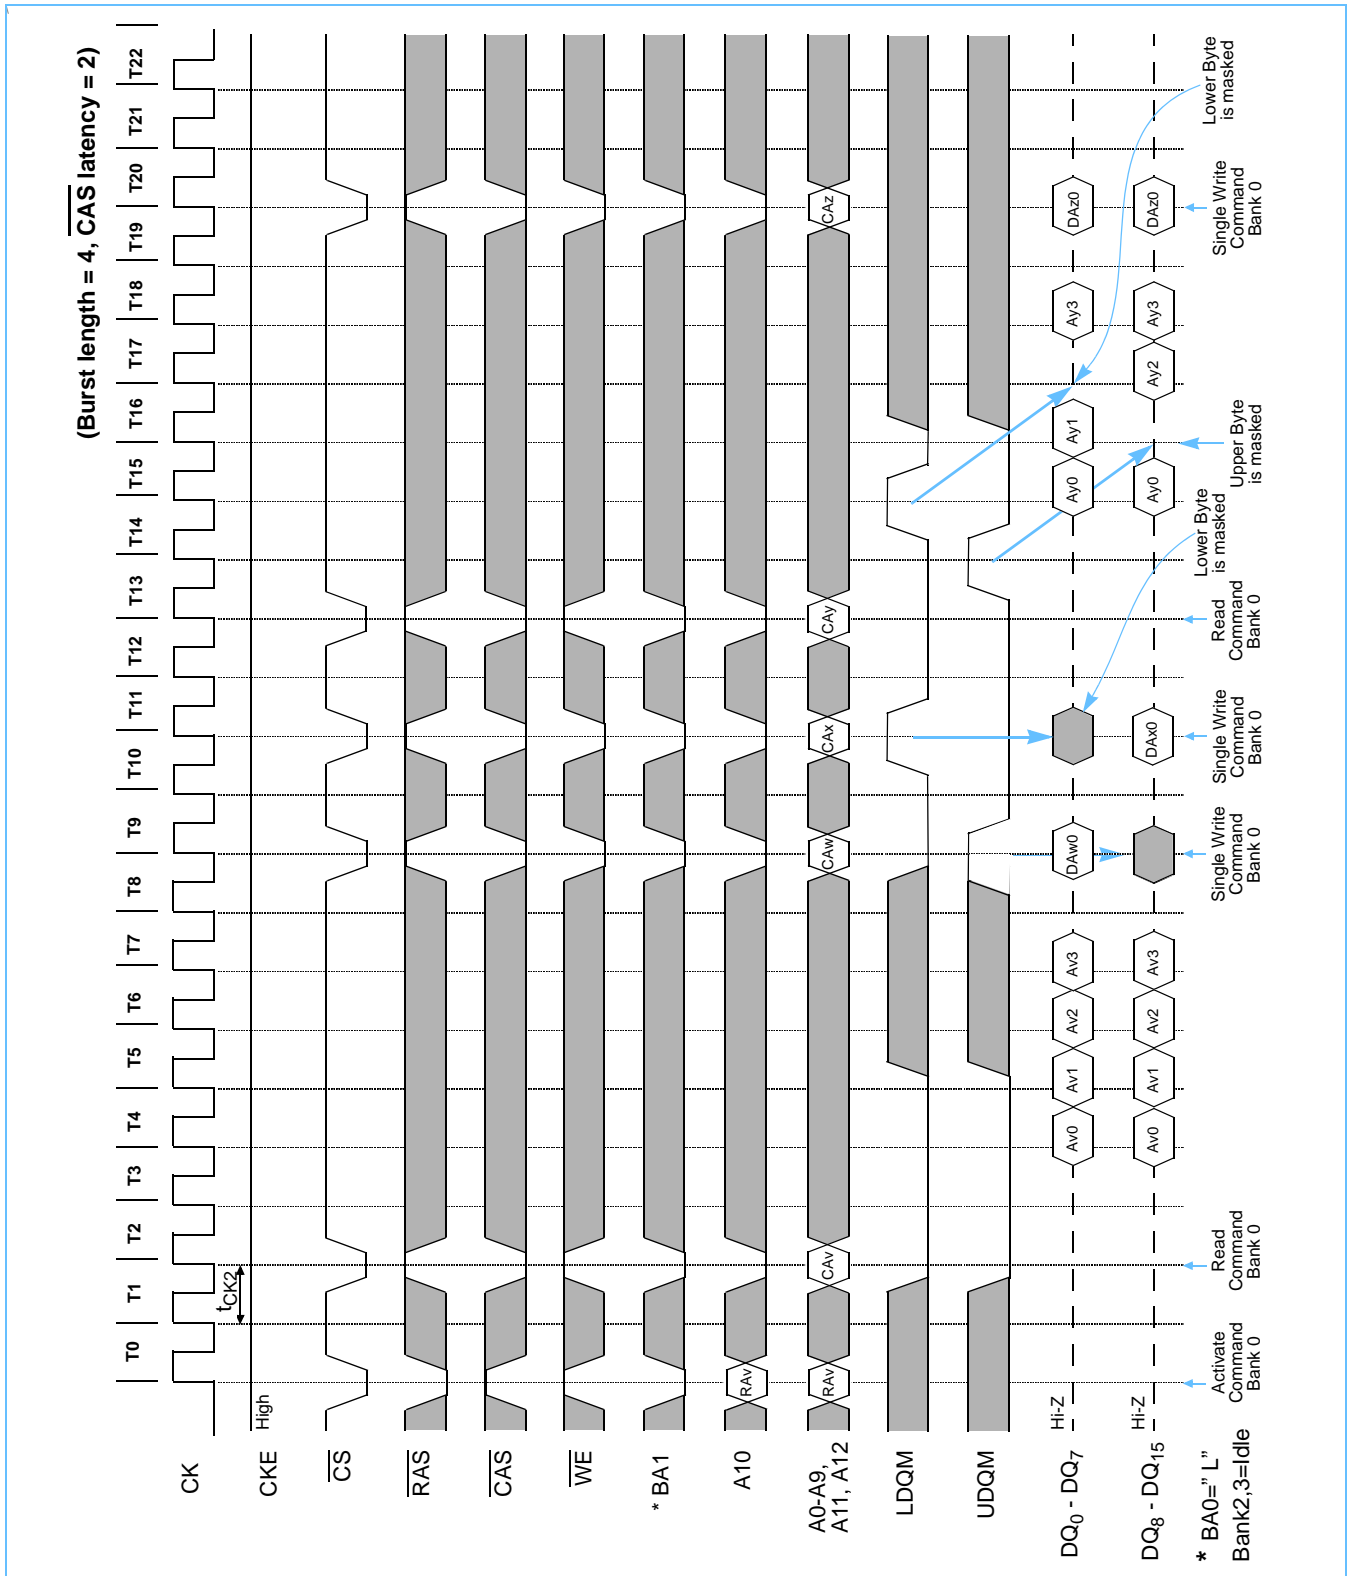 (Burst length = 4, CAS latency = 2)
T0 T1 T2 T3 T4 T5 T6 T7 T8 T9 T10 T11 T12 T13 T14 T15 T16 T17 T18 T19 T20 T21 T22
CK
tCK2
CKE
High
CS
RAS
CAS
WE
* BA1
A10
RAv
A0-A9,
A11, A12
RAv CAv CAw CAx CAy CAz
LDQM
UDQM
DQ0 - DQ7
Hi-Z
Av0 Av1 Av2 Av3 DAw0 Ay0 Ay1 Ay3 DAz0
DQ8 - DQ15
Hi-Z
Av0 Av1 Av2 Av3 DAx0 Ay0 Ay2 Ay3 DAz0
* BA0=" L"
Bank2,3=Idle
Activate
Command
Bank 0
Read
Command
Bank 0
Single Write
Command
Bank 0
Single Write
Command
Bank 0
Read
Command
Bank 0
Lower Byte
is masked
Upper Byte
is masked
Single Write
Command
Bank 0
Lower Byte
is masked